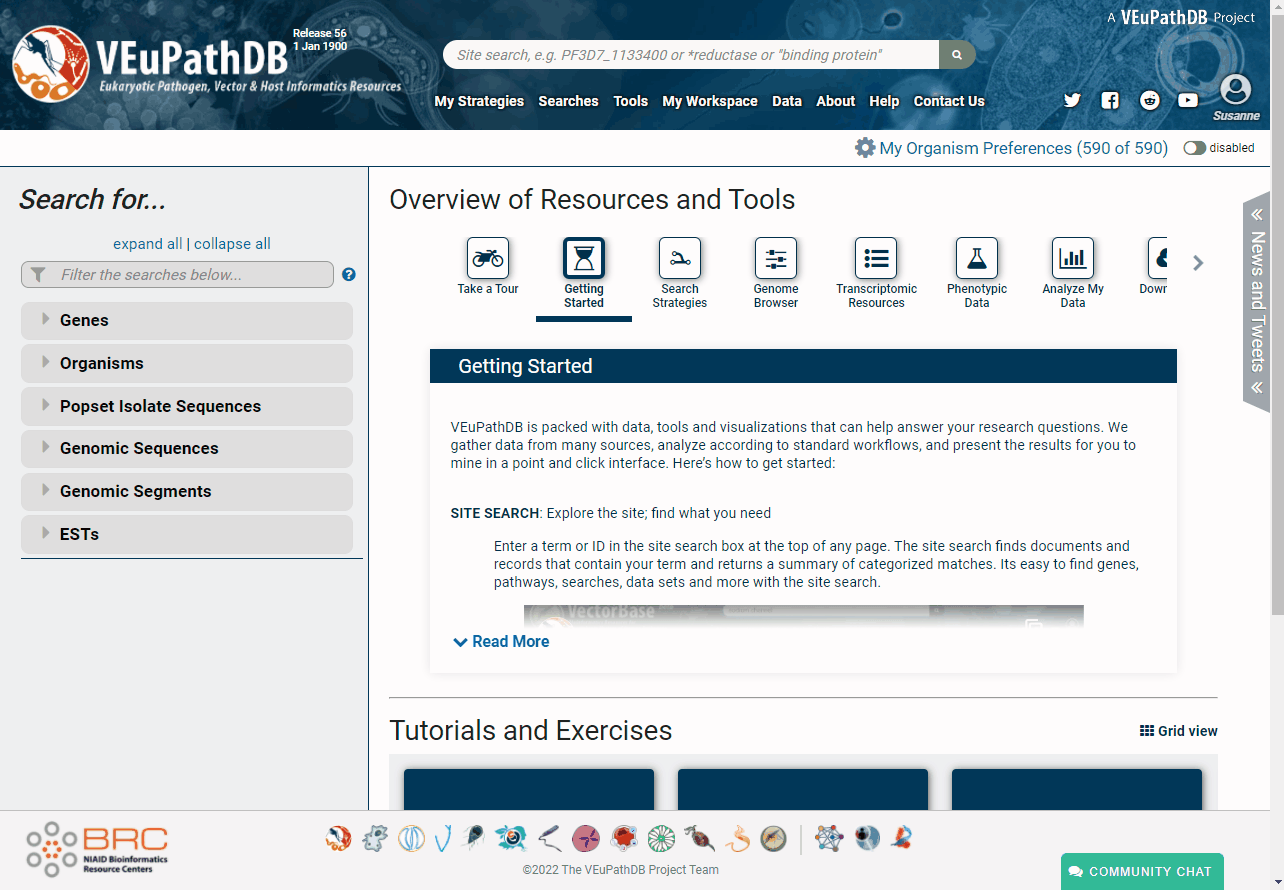 A VEuPathDB Project
Release 56
1 Jan 1900
VEuPathDB
Eukaryotic Pathogen, Vector & Host Informatics Resources
Site search, e.g. PF3D7_1133400 or *reductase or "binding protein"
My Strategies Searches Tools My Workspace Data About Help Contact Us
Susanne
My Organism Preferences (590 of 590) disabled
Search for...
expand all | collapse all
Filter the searches below...
Genes
Organisms
Popset Isolate Sequences
Genomic Sequences
Genomic Segments
ESTs
Overview of Resources and Tools
Take a Tour
Getting
Started
Search
Strategies
Genome
Browser
Transcriptomic
Resources
Phenotypic
Data
Analyze My
Data
Down
News and Tweets
Getting Started
VEuPathDB is packed with data, tools and visualizations that can help answer your research questions. We
gather data from many sources, analyze according to standard workflows, and present the results for you to
mine in a point and click interface. Here's how to get started:
SITE SEARCH: Explore the site; find what you need
Enter a term or ID in the site search box at the top of any page. The site search finds documents and
records that contain your term and returns a summary of categorized matches. Its easy to find genes,
pathways, searches, data sets and more with the site search.
VectorBase
Read More
Tutorials and Exercises
Grid view
BRC
NIAID Bioinformatics
Resource Centers
©2022 The VEuPathDB Project Team
COMMUNITY CHAT